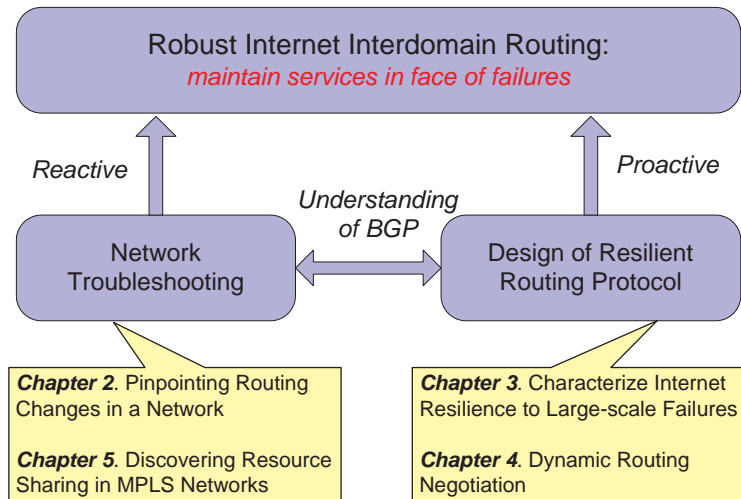 Robust Internet Interdomain Routing:
maintain services in face of failures
Reactive
Proactive
Understanding
of BGP
Network
Troubleshooting
Design of Resilient
Routing Protocol
Chapter 2. Pinpointing Routing
Changes in a Network
Chapter 5. Discovering Resource
Sharing in MPLS Networks
Chapter 3. Characterize Internet
Resilience to Large-scale Failures
Chapter 4. Dynamic Routing
Negotiation